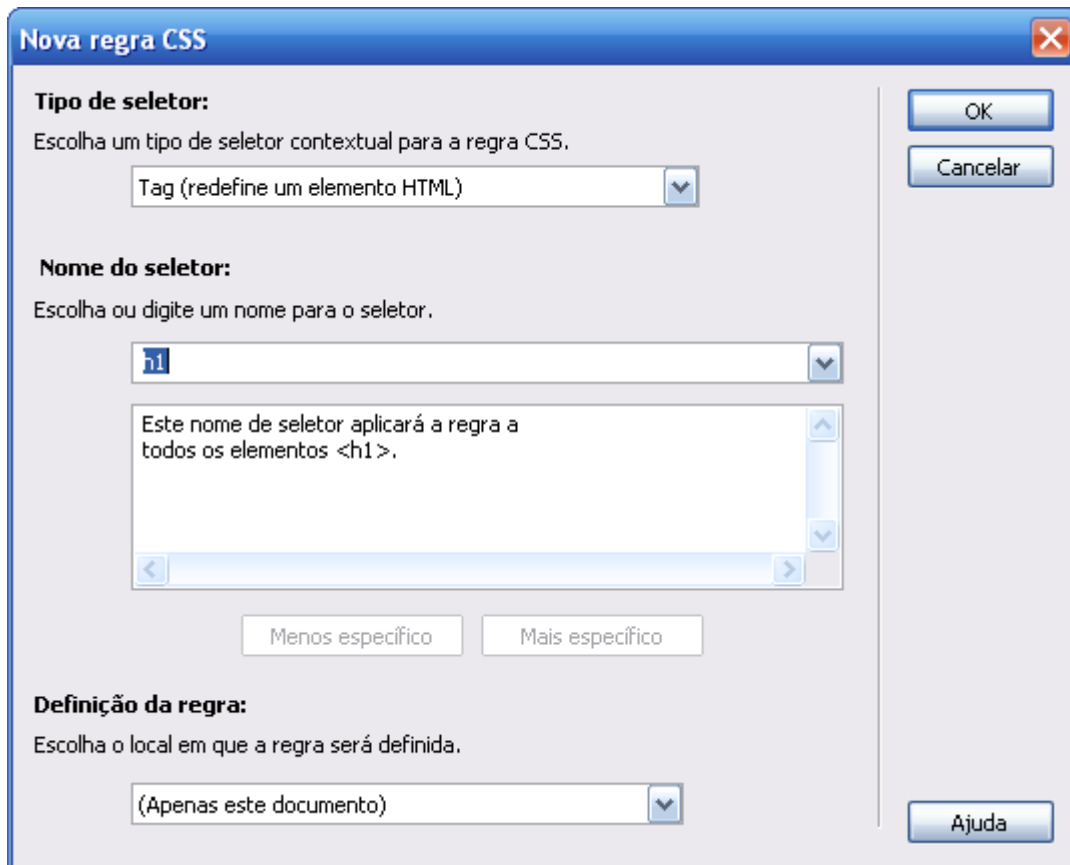 Nova regra CSS
Tipo de seletor:
Escolha um tipo de seletor contextual para a regra CSS.
Tag (redefine um elemento HTML)
OK
Cancelar
Nome do seletor:
Escolha ou digite um nome para o seletor.
h1
Este nome de seletor aplicará a regra a
todos os elementos <h1>.
Menos específico
Mais específico
Definição da regra:
Escolha o local em que a regra será definida.
(Apenas este documento)
Ajuda